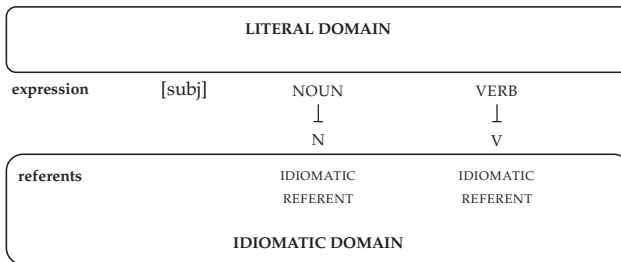 LITERAL DOMAIN
expression [subj] NOUN VERB
⊥ ⊥
N V
referents IDIOMATIC IDIOMATIC
REFERENT REFERENT
IDIOMATIC DOMAIN